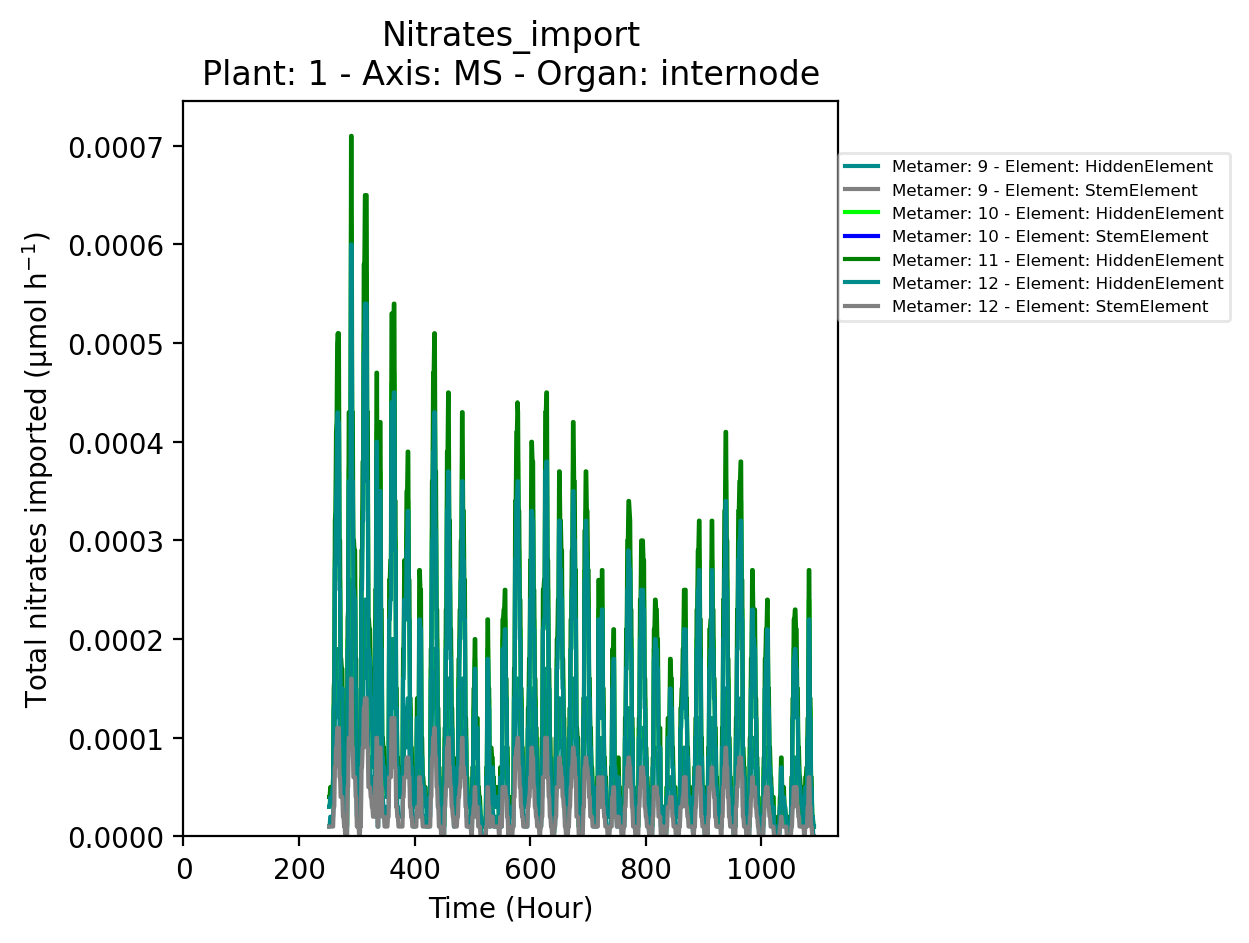 Nitrates_import
Plant: 1 - Axis: MS - Organ: internode
Total nitrates imported (µmol h⁻¹)
0.0007
0.0006
0.0005
0.0004
0.0003
0.0002
0.0001
0.0000
0
200
400
600
800
1000
Time (Hour)
Metamer: 9 - Element: HiddenElement
Metamer: 9 - Element: StemElement
Metamer: 10 - Element: HiddenElement
Metamer: 10 - Element: StemElement
Metamer: 11 - Element: HiddenElement
Metamer: 12 - Element: HiddenElement
Metamer: 12 - Element: StemElement